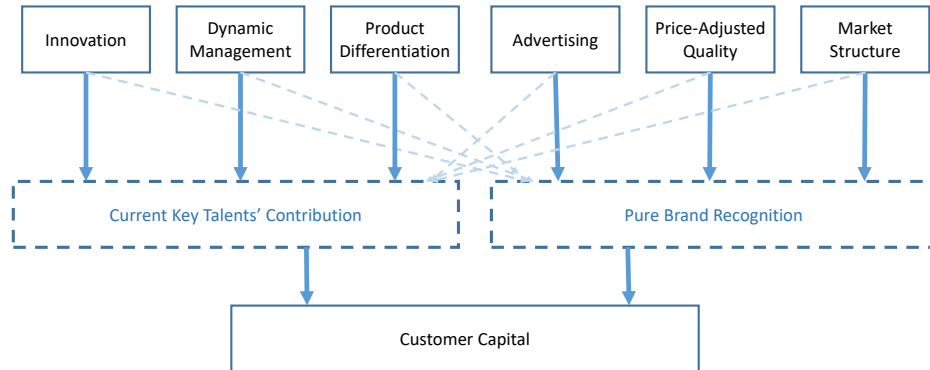 Innovation
Dynamic
Management
Product
Differentiation
Advertising
Price-Adjusted
Quality
Market
Structure
Current Key Talents’ Contribution
Pure Brand Recognition
Customer Capital